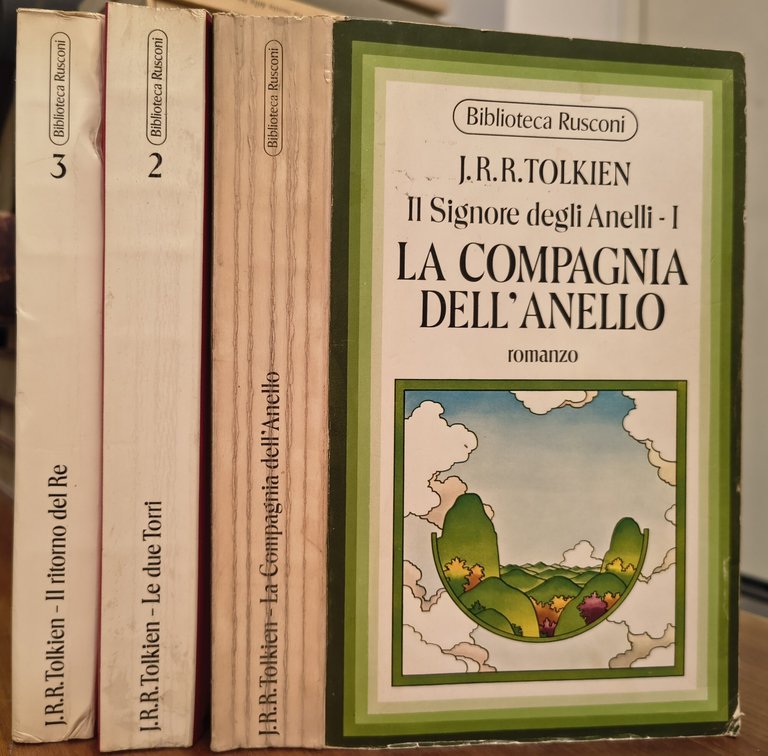 Biblioteca Rusconi
3
J.R.R.Tolkien - Il ritorno del Re
Biblioteca Rusconi
2
J.R.R.Tolkien - Le due Torri
Biblioteca Rusconi
J.R.R.Tolkien - La Compagnia dell'Anello
Biblioteca Rusconi
J.R.R.TOLKIEN
Il Signore degli Anelli - I
LA COMPAGNIA
DELL'ANELLO
romanzo